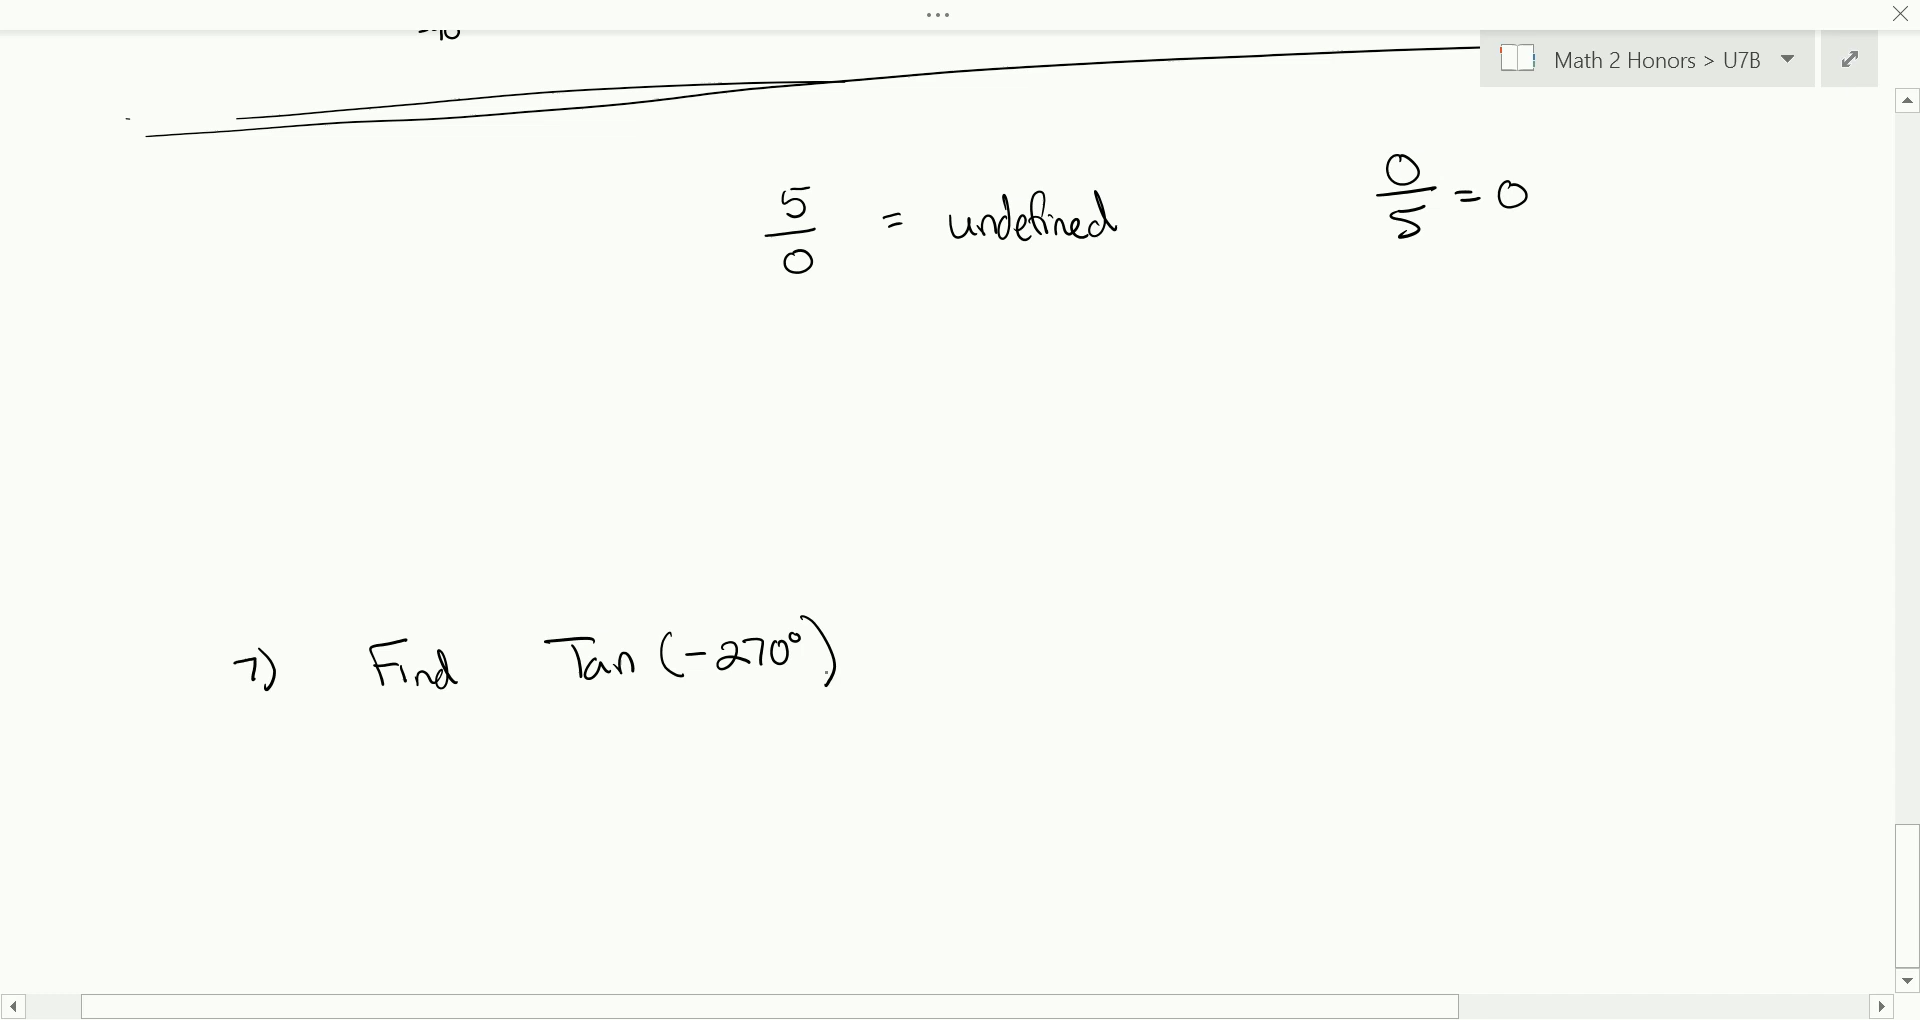 Math 2 Honors > U7B
5/0 = undefined
0/5 = 0
7) Find Tan (-270°)